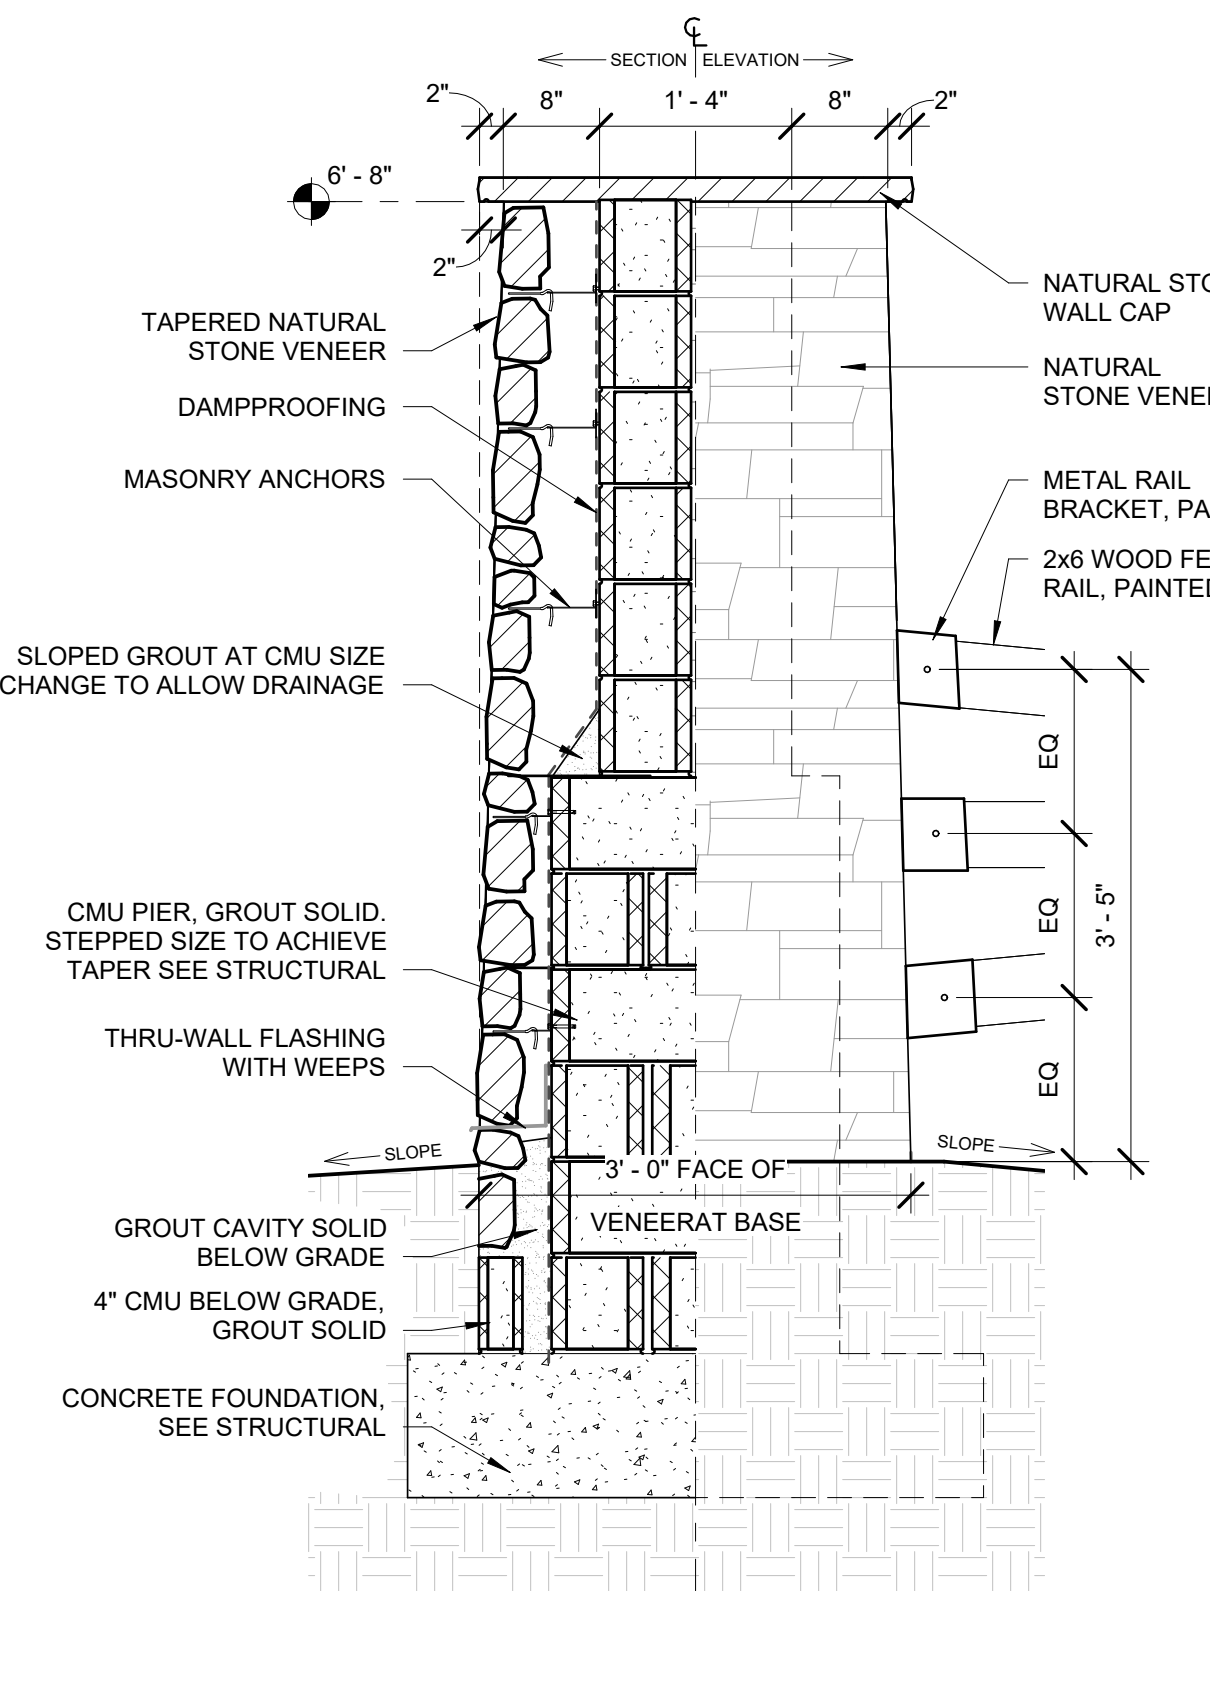 CL
SECTION ELEVATION
2" 8" 1' - 4" 8" 2"
6' - 8"
2"
NATURAL STO
WALL CAP
TAPERED NATURAL
STONE VENEER
NATURAL
STONE VENEE
DAMPPROOFING
MASONRY ANCHORS
METAL RAIL
BRACKET, PA
2x6 WOOD FE
RAIL, PAINTED
SLOPED GROUT AT CMU SIZE
CHANGE TO ALLOW DRAINAGE
EQ
EQ
EQ
3' - 5"
CMU PIER, GROUT SOLID.
STEPPED SIZE TO ACHIEVE
TAPER SEE STRUCTURAL
THRU-WALL FLASHING
WITH WEEPS
SLOPE
SLOPE
3' - 0" FACE OF
VENEERAT BASE
GROUT CAVITY SOLID
BELOW GRADE
4" CMU BELOW GRADE,
GROUT SOLID
CONCRETE FOUNDATION,
SEE STRUCTURAL